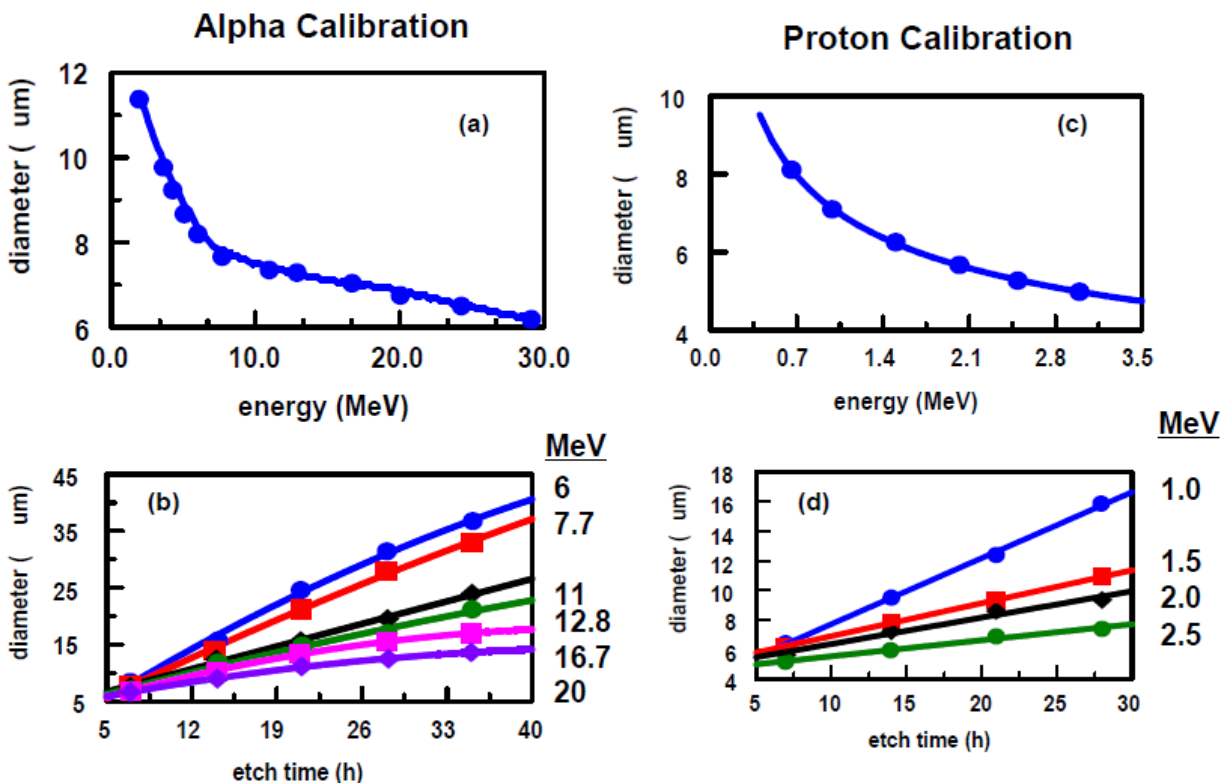 Alpha Calibration
12
10
8
6
diameter ( um)
(a)
0.0 10.0 20.0 30.0
energy (MeV)
Proton Calibration
10
8
6
4
diameter ( um)
(c)
0.0 0.7 1.4 2.1 2.8 3.5
energy (MeV)
MeV
45
35
25
15
5
diameter ( um)
(b)
6
7.7
11
12.8
16.7
20
5 12 19 26 33 40
etch time (h)
MeV
18
16
14
12
10
8
6
4
diameter ( um)
(d)
1.0
1.5
2.0
2.5
5 10 15 20 25 30
etch time (h)